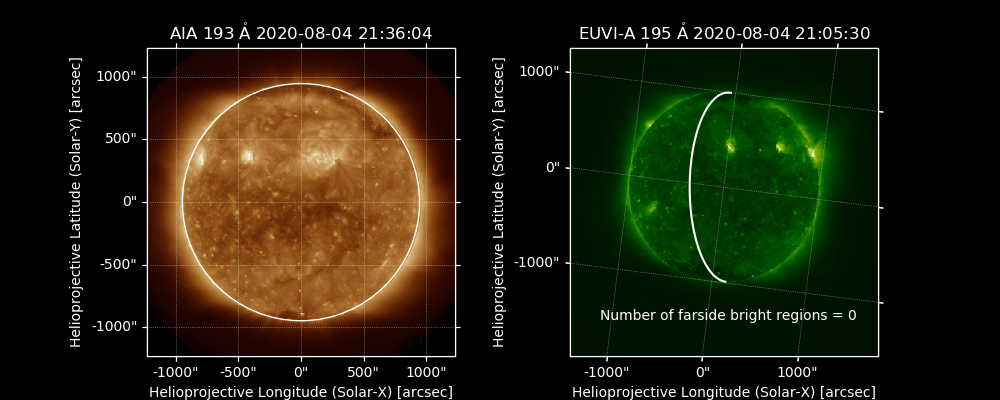 AIA 193 Å 2020-08-04 21:36:04
1000"
500"
0"
-500"
-1000"
Helioprojective Latitude (Solar-Y) [arcsec]
-1000" -500" 0" 500" 1000"
Helioprojective Longitude (Solar-X) [arcsec]
EUVI-A 195 Å 2020-08-04 21:05:30
1000"
0"
-1000"
Helioprojective Latitude (Solar-Y) [arcsec]
Number of farside bright regions = 0
-1000" 0" 1000"
Helioprojective Longitude (Solar-X) [arcsec]